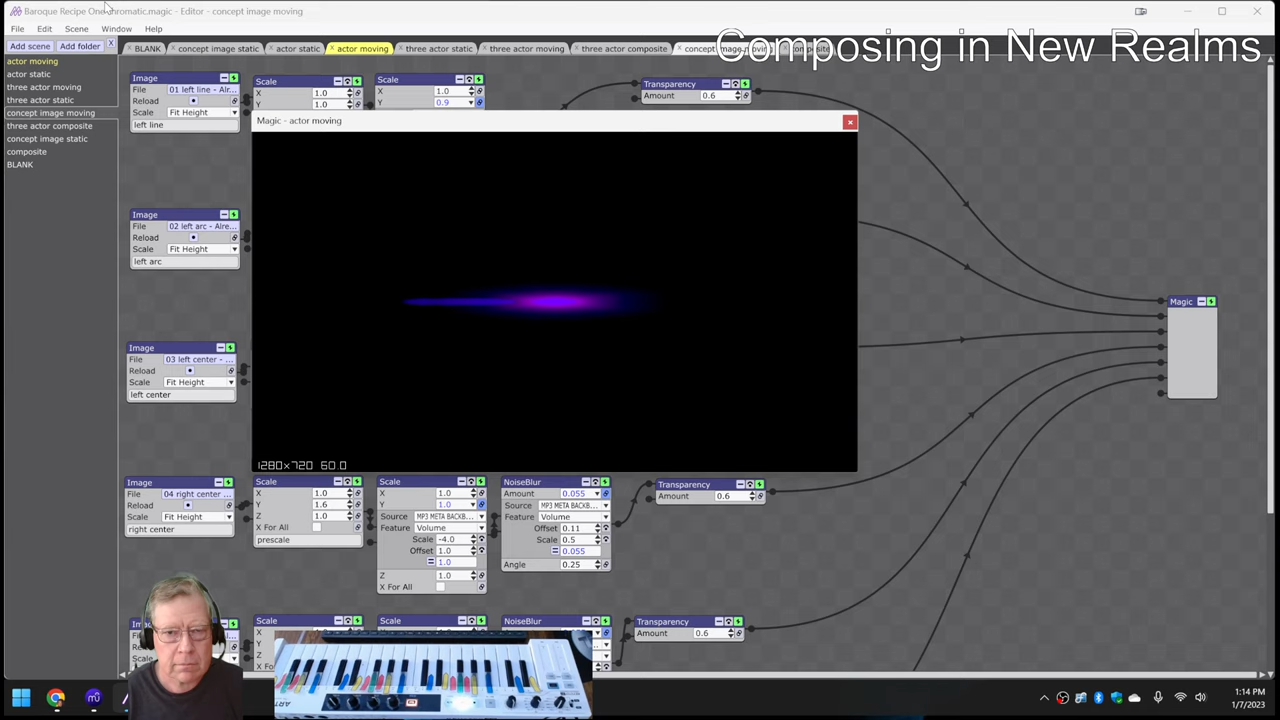 Baroque Recipe One Chromatic.magic - Editor - concept image moving
File Edit Scene Window Help
Composing in New Realms
Add scene Add folder X
BLANK concept image static actor static actor moving three actor static three actor moving three actor composite concept image moving composite
actor moving
actor static
three actor moving
three actor static
concept image moving
three actor composite
concept image static
composite
BLANK
Image
File 01 left line - Alr...
Reload
Scale Fit Height
left line
Scale
X 1.0
Y 1.0
Scale
X 1.0
Y 0.9
Transparency
Amount 0.6
Magic - actor moving
1280×720 60.0
Image
File 02 left arc - Alre...
Reload
Scale Fit Height
left arc
Image
File 03 left center - ...
Reload
Scale Fit Height
left center
Magic
Image
File 04 right center ...
Reload
Scale Fit Height
right center
Scale
X 1.0
Y 1.6
Z 1.0
X For All
prescale
Scale
X 1.0
Y 1.0
Source MP3 META BACKB...
Feature Volume
Scale -4.0
Offset 1.0
= 1.0
Z 1.0
X For All
NoiseBlur
Amount 0.055
Source MP3 META BACKB...
Feature Volume
Offset 0.11
Scale 0.5
= 0.055
Angle 0.25
Transparency
Amount 0.6
Scale
Scale
NoiseBlur
Transparency
Amount 0.6
1:14 PM
1/7/2023